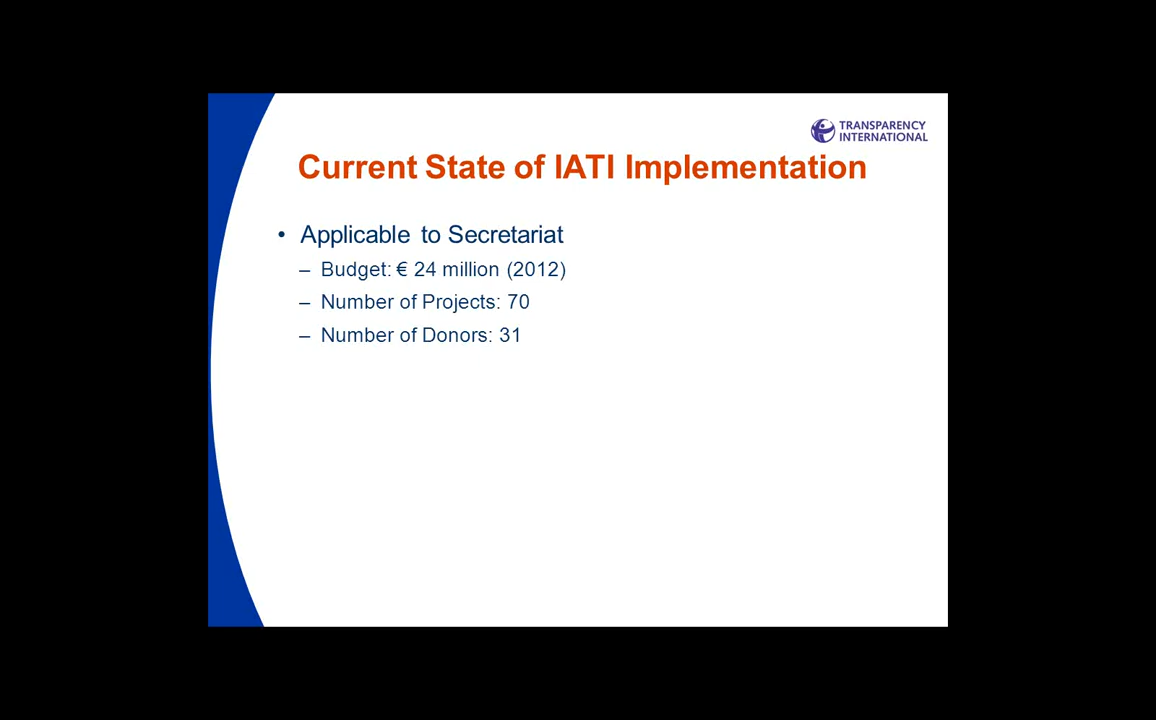 TRANSPARENCY
INTERNATIONAL
Current State of IATI Implementation
• Applicable to Secretariat
– Budget: € 24 million (2012)
– Number of Projects: 70
– Number of Donors: 31